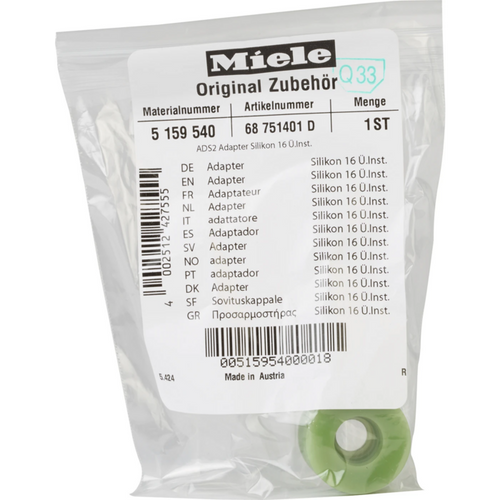 Miele
Original Zubehör
Q33
Materialnummer Artikelnummer Menge
5 159 540 68 751401 D 1 ST
ADS2 Adapter Silikon 16 Ü.Inst.
DE Adapter Silikon 16 Ü.Inst.
EN Adapter Silikon 16 Ü.Inst.
FR Adaptateur Silikon 16 Ü.Inst.
NL Adapter Silikon 16 Ü.Inst.
IT adattatore Silikon 16 Ü.Inst.
ES Adaptador Silikon 16 Ü.Inst.
SV Adapter Silikon 16 Ü.Inst.
NO adapter Silikon 16 Ü.Inst.
PT adaptador Silikon 16 Ü.Inst.
DK Adapter Silikon 16 Ü.Inst.
SF Sovituskappale Silikon 16 Ü.Inst.
GR Προσαρμοστήρας Silikon 16 Ü.Inst.
4 002512 427555
00515954000018
5.424 Made in Austria R